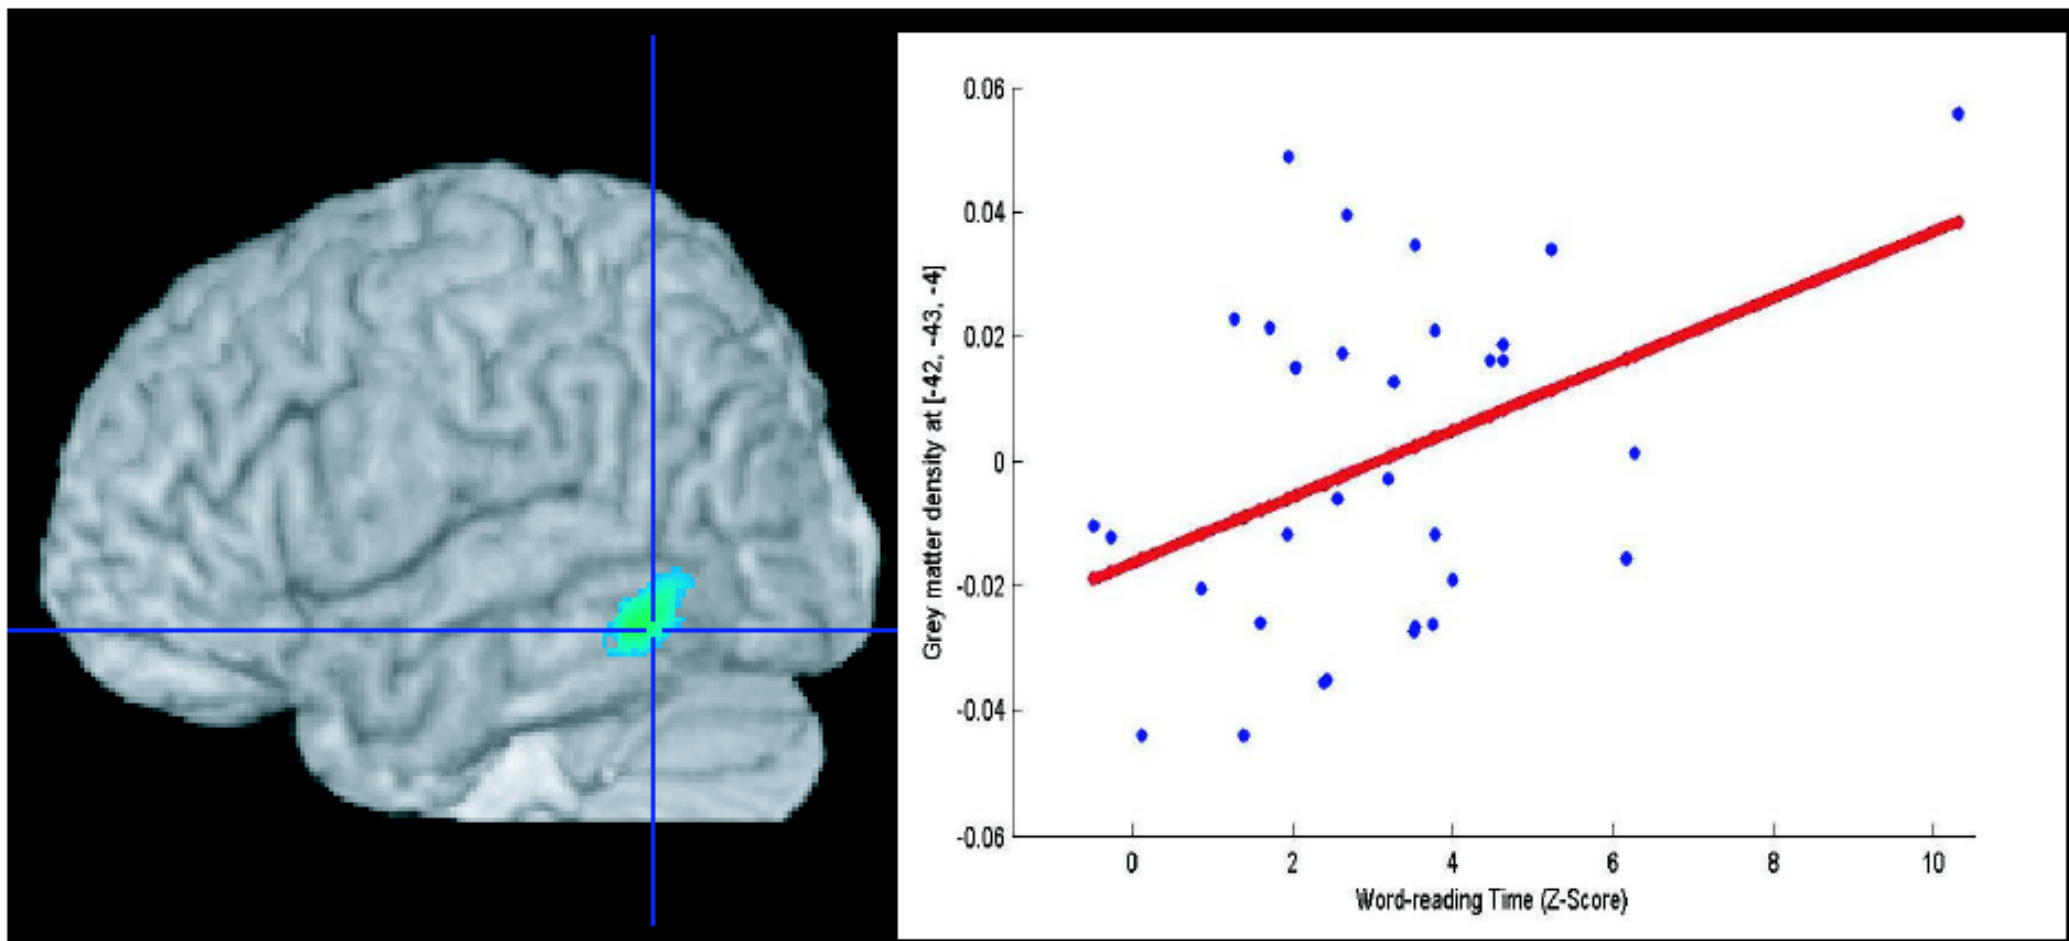 0.06
0.04
0.02
0
-0.02
-0.04
-0.06
Grey matter density at [-42, -43, -4]
0 2 4 6 8 10
Word-reading Time (Z-Score)